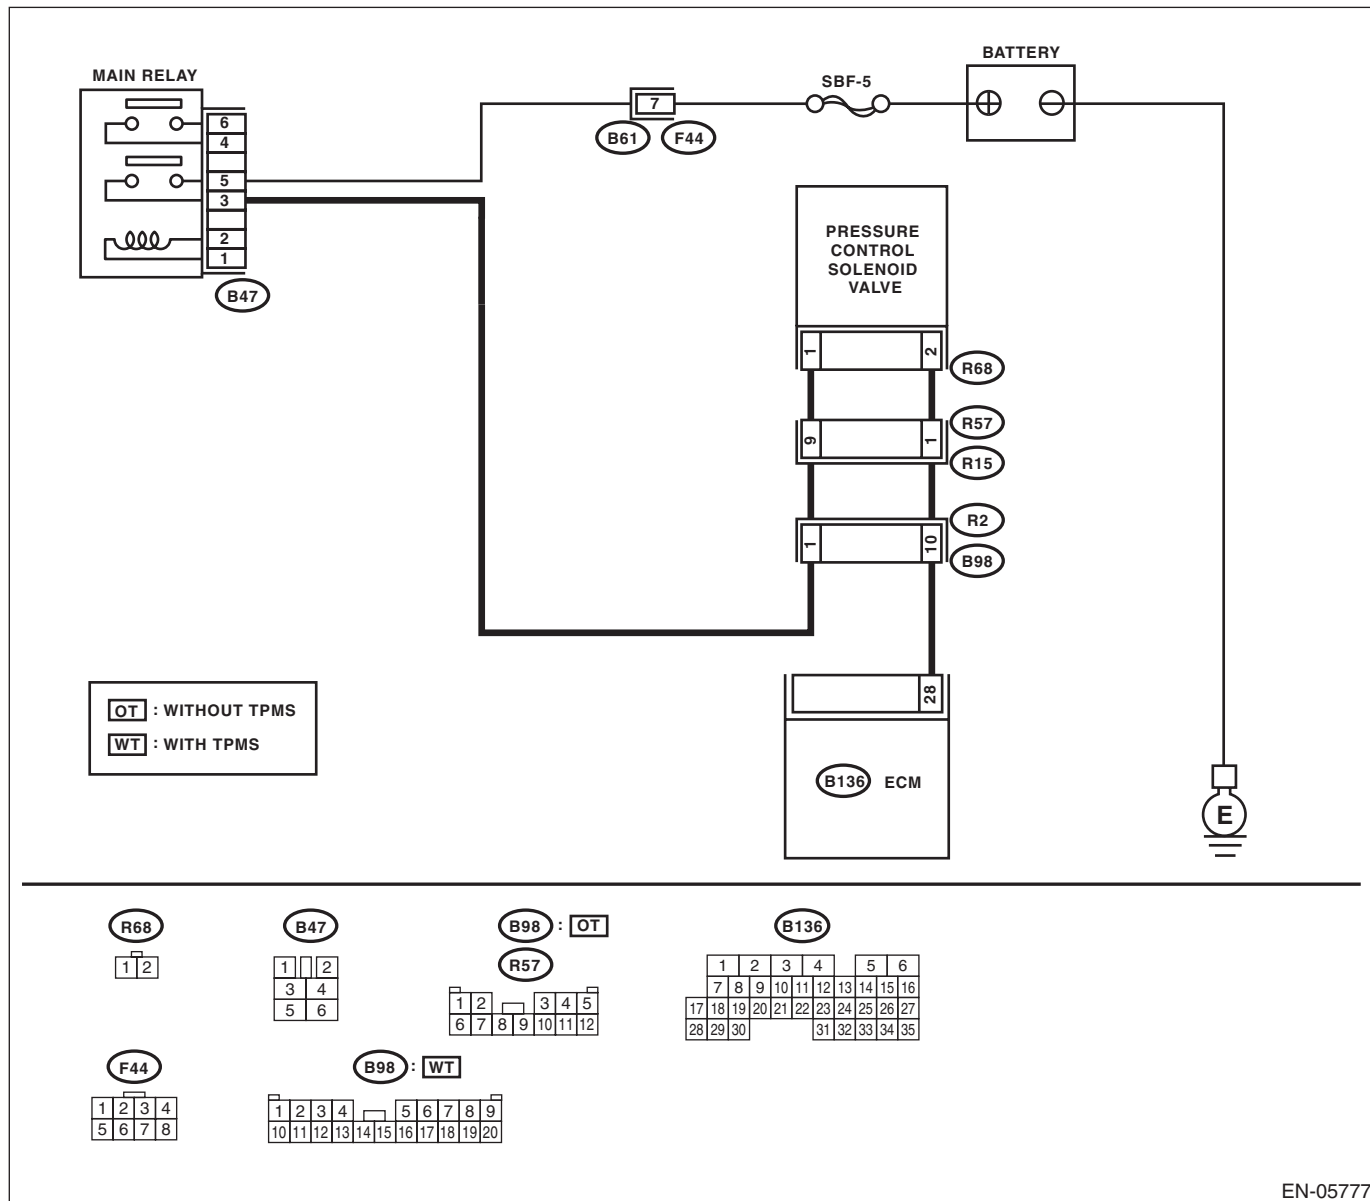 BATTERY
MAIN RELAY
SBF-5
6
4
5
3
2
1
B47
7
B61 F44
PRESSURE
CONTROL
SOLENOID
VALVE
1 2
R68
9 1
R57
R15
1 10
R2
B98
28
B136 ECM
E
OT : WITHOUT TPMS
WT : WITH TPMS
R68
1 2
B47
1 2
3 4
5 6
B98 : OT
R57
1 2 3 4 5
6 7 8 9 10 11 12
B136
1 2 3 4 5 6
7 8 9 10 11 12 13 14 15 16
17 18 19 20 21 22 23 24 25 26 27
28 29 30 31 32 33 34 35
F44
1 2 3 4
5 6 7 8
B98 : WT
1 2 3 4 5 6 7 8 9
10 11 12 13 14 15 16 17 18 19 20
EN-05777